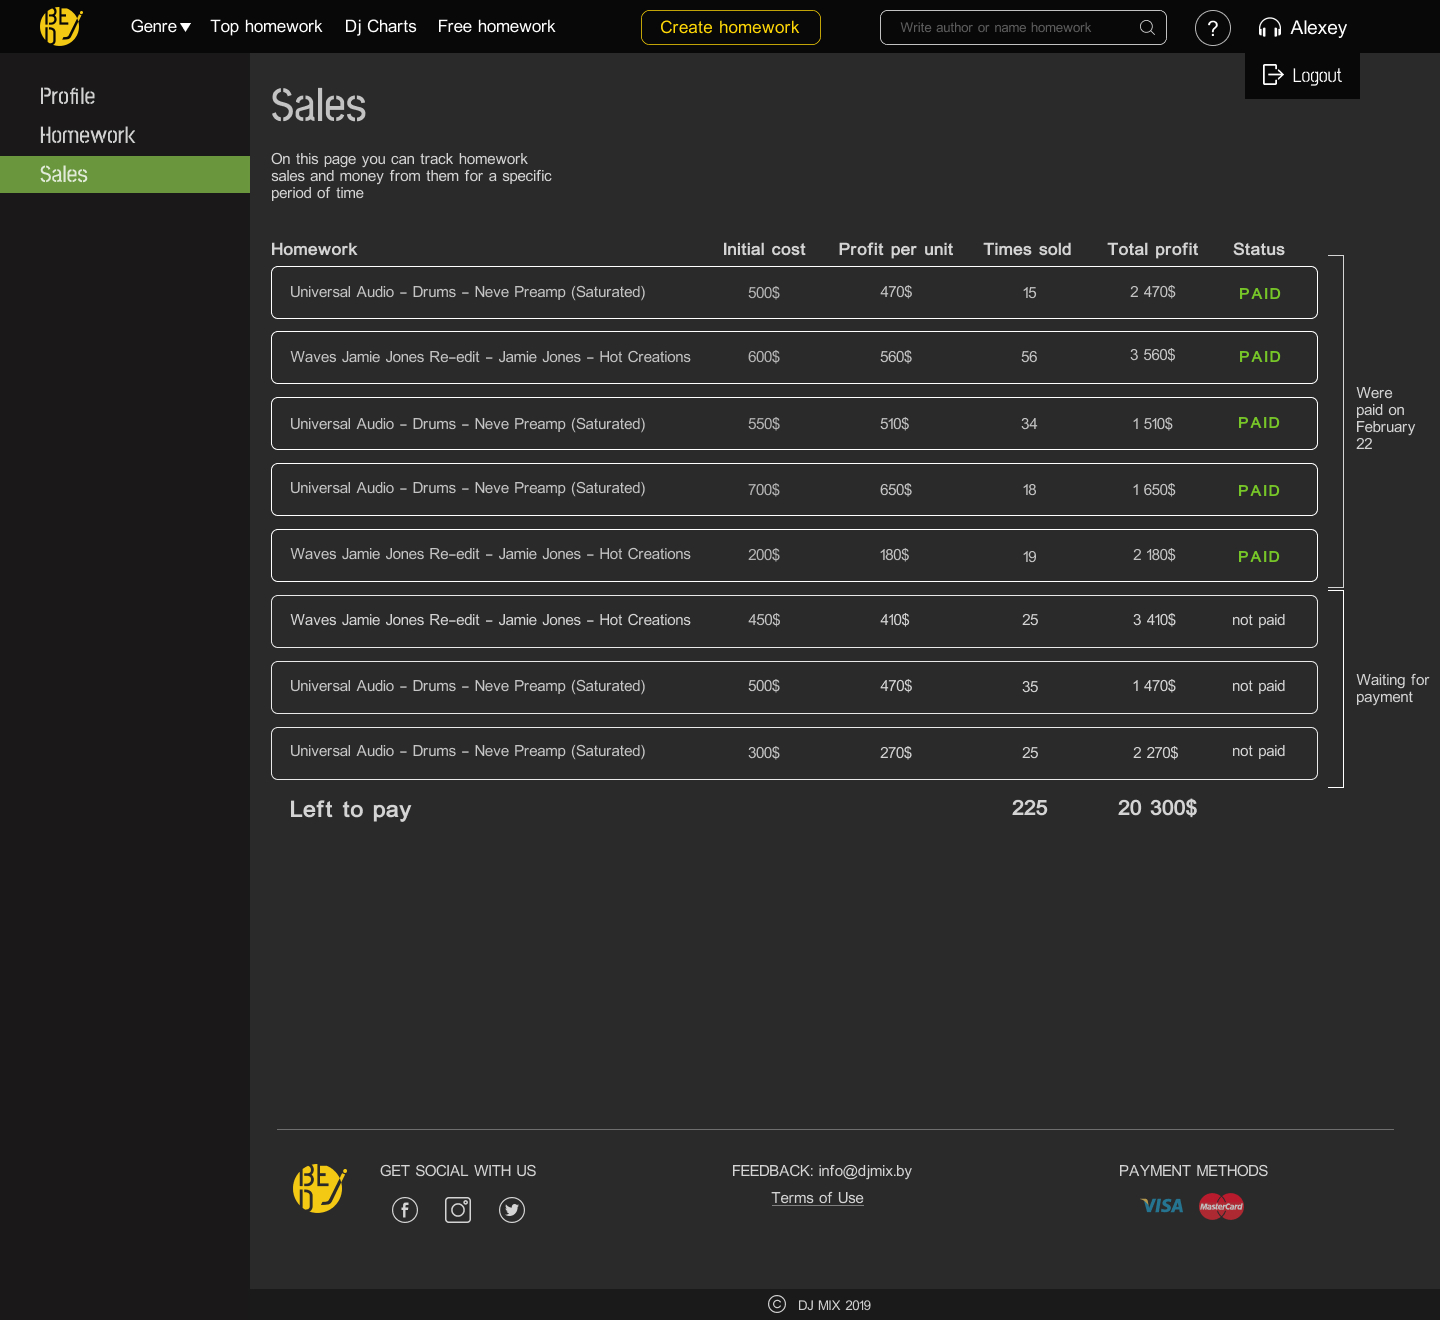 BE DJ
Genre Top homework Dj Charts Free homework Create homework Write author or name homework ? Alexey
Logout
Profile
Homework
Sales
Sales
On this page you can track homework
sales and money from them for a specific
period of time
Homework Initial cost Profit per unit Times sold Total profit Status
Universal Audio - Drums - Neve Preamp (Saturated) 500$ 470$ 15 2 470$ PAID
Waves Jamie Jones Re-edit - Jamie Jones - Hot Creations 600$ 560$ 56 3 560$ PAID
Universal Audio - Drums - Neve Preamp (Saturated) 550$ 510$ 34 1 510$ PAID
Universal Audio - Drums - Neve Preamp (Saturated) 700$ 650$ 18 1 650$ PAID
Waves Jamie Jones Re-edit - Jamie Jones - Hot Creations 200$ 180$ 19 2 180$ PAID
Were
paid on
February
22
Waves Jamie Jones Re-edit - Jamie Jones - Hot Creations 450$ 410$ 25 3 410$ not paid
Universal Audio - Drums - Neve Preamp (Saturated) 500$ 470$ 35 1 470$ not paid
Universal Audio - Drums - Neve Preamp (Saturated) 300$ 270$ 25 2 270$ not paid
Waiting for
payment
Left to pay 225 20 300$
BE DJ
GET SOCIAL WITH US
FEEDBACK: info@djmix.by
Terms of Use
PAYMENT METHODS
VISA MasterCard
© DJ MIX 2019